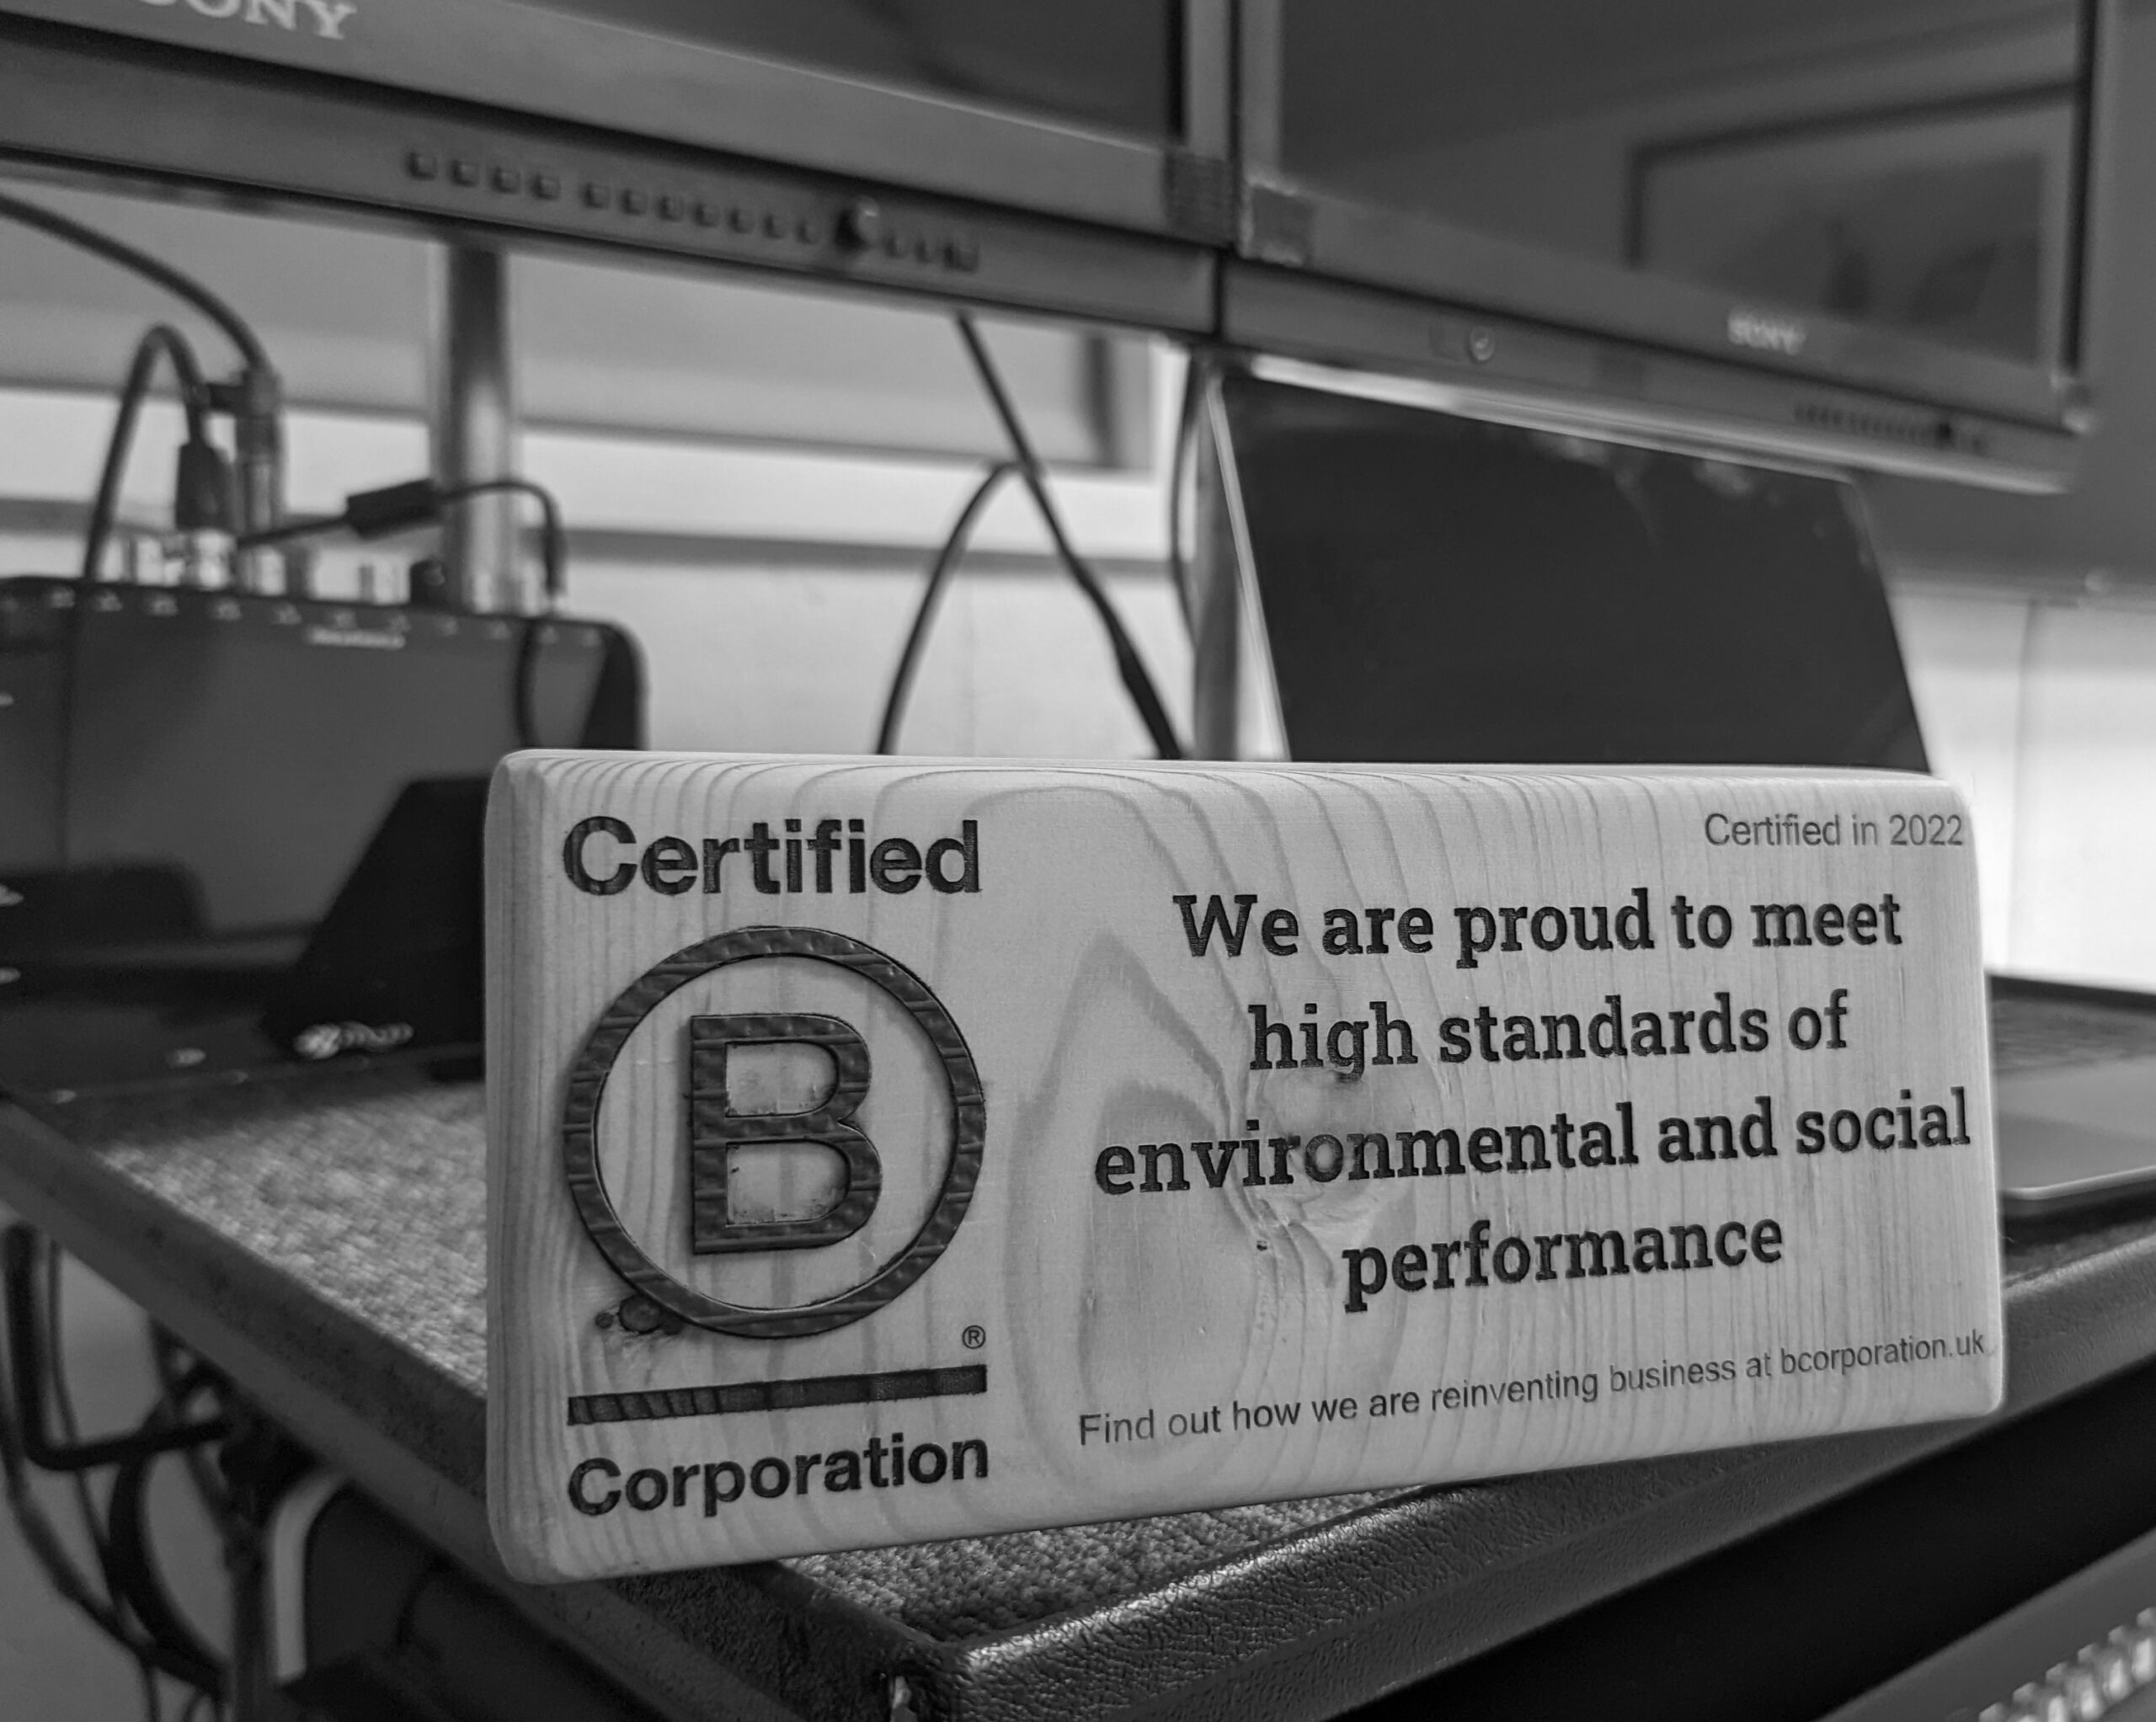 SONY
SONY
Certified
B
®
Corporation
Certified in 2022
We are proud to meet
high standards of
environmental and social
performance
Find out how we are reinventing business at bcorporation.uk